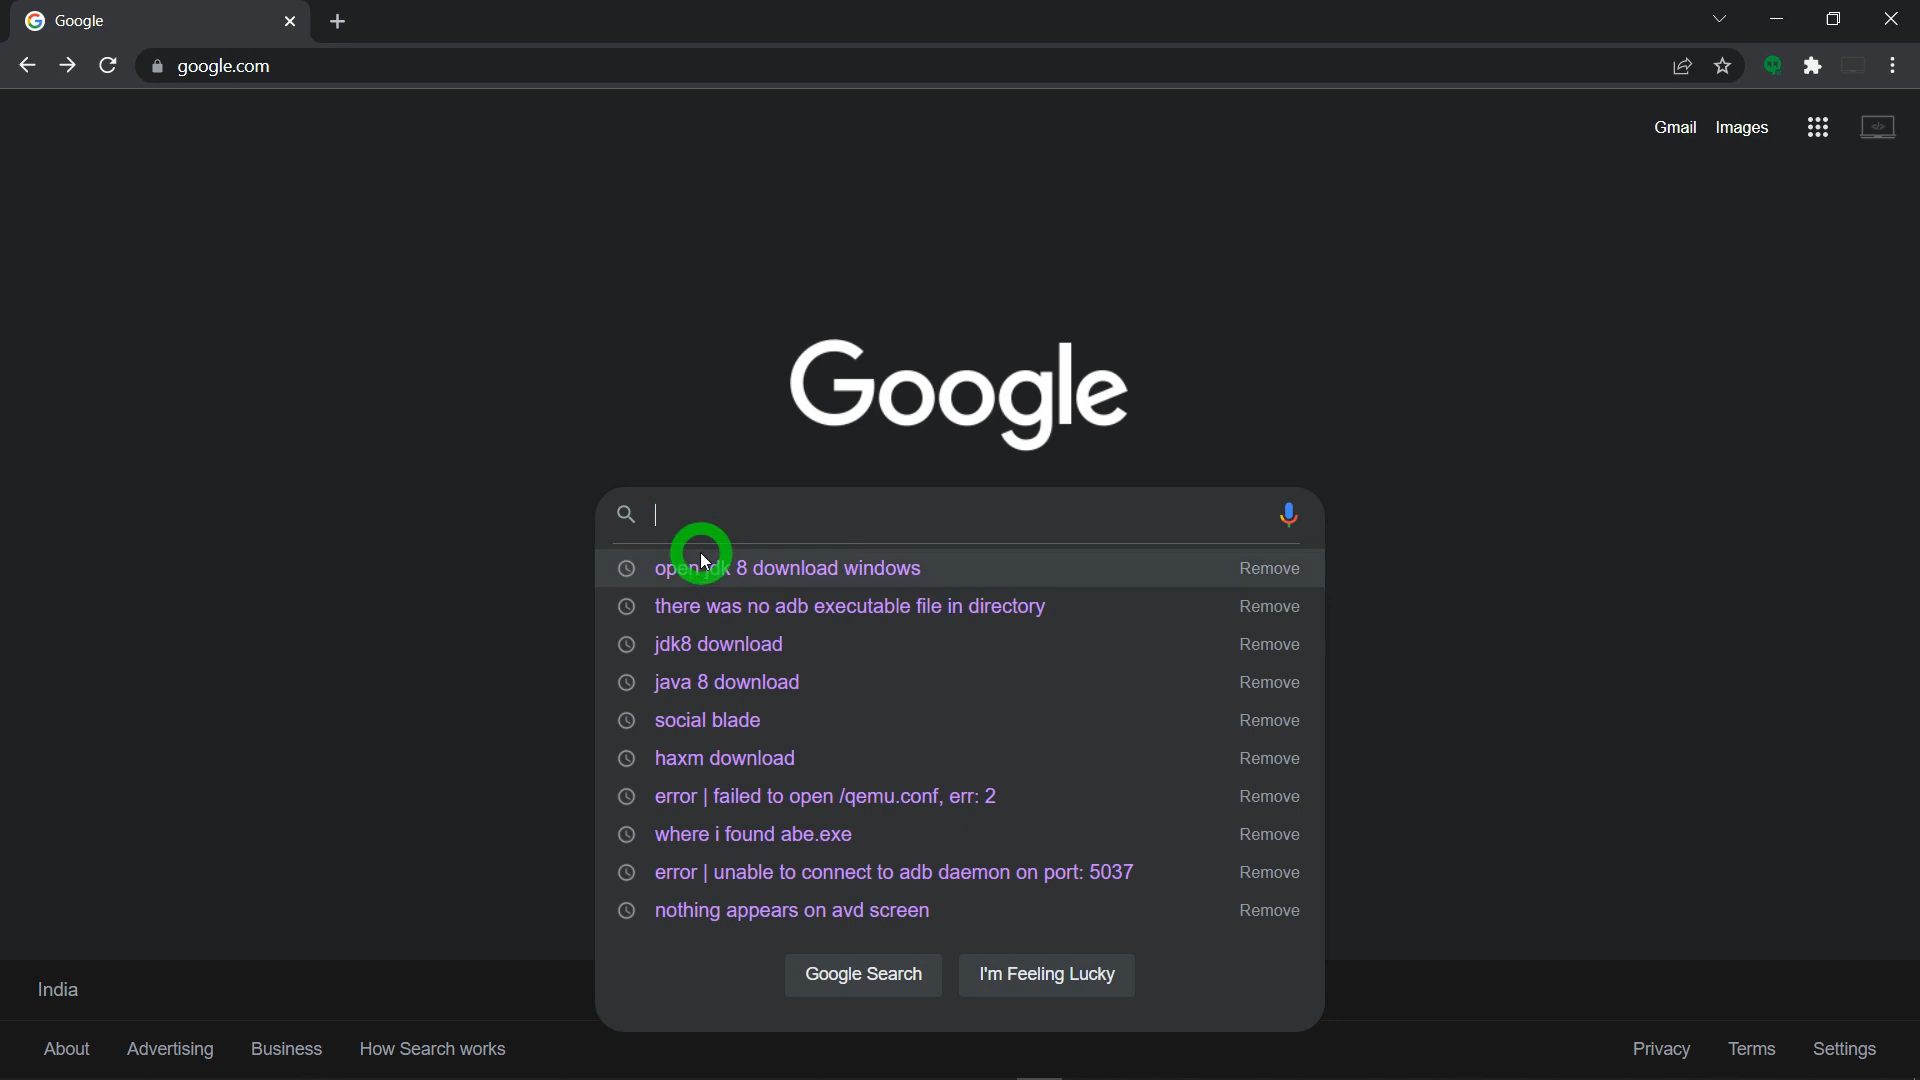 Google
google.com
Gmail Images
Google
open jdk 8 download windows Remove
there was no adb executable file in directory Remove
jdk8 download Remove
java 8 download Remove
social blade Remove
haxm download Remove
error | failed to open /qemu.conf, err: 2 Remove
where i found abe.exe Remove
error | unable to connect to adb daemon on port: 5037 Remove
nothing appears on avd screen Remove
Google Search I'm Feeling Lucky
India
About Advertising Business How Search works Privacy Terms Settings